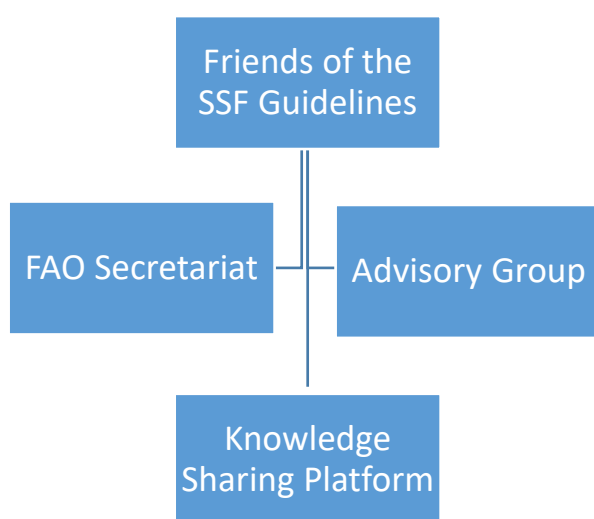 Friends of the
SSF Guidelines
FAO Secretariat
Advisory Group
Knowledge
Sharing Platform